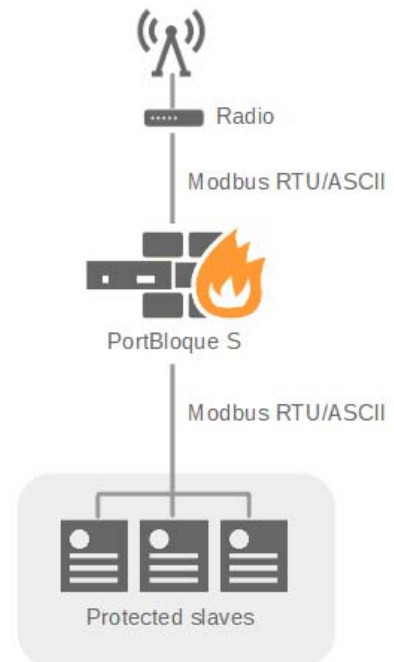 Radio
Modbus RTU/ASCII
PortBloque S
Modbus RTU/ASCII
Protected slaves